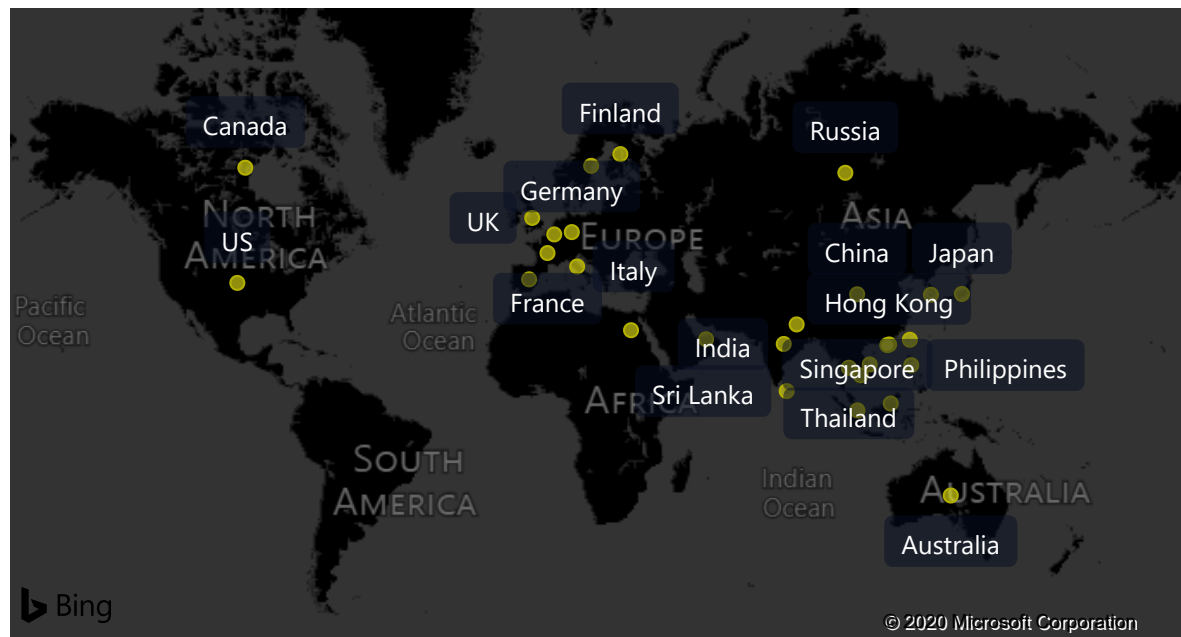 Canada
Finland
Russia
Germany
UK
NORTH
AMERICA
US
ASIA
EUROPE
China
Japan
Italy
France
Hong Kong
Pacific
Ocean
Atlantic
Ocean
India
Singapore
Philippines
Sri Lanka
AFRICA
Thailand
SOUTH
AMERICA
Indian
Ocean
AUSTRALIA
Australia
Bing
© 2020 Microsoft Corporation